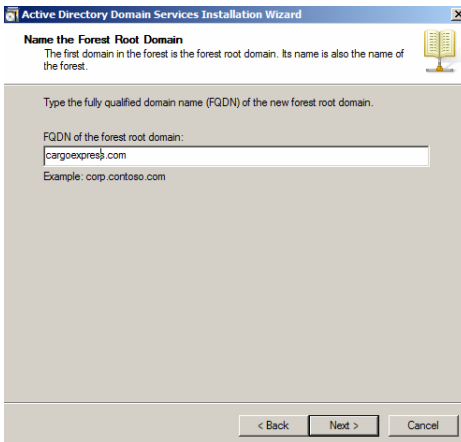 Active Directory Domain Services Installation Wizard
Name the Forest Root Domain
The first domain in the forest is the forest root domain. Its name is also the name of
the forest.
Type the fully qualified domain name (FQDN) of the new forest root domain.
FQDN of the forest root domain:
cargoexpress.com
Example: corp.contoso.com
< Back Next > Cancel